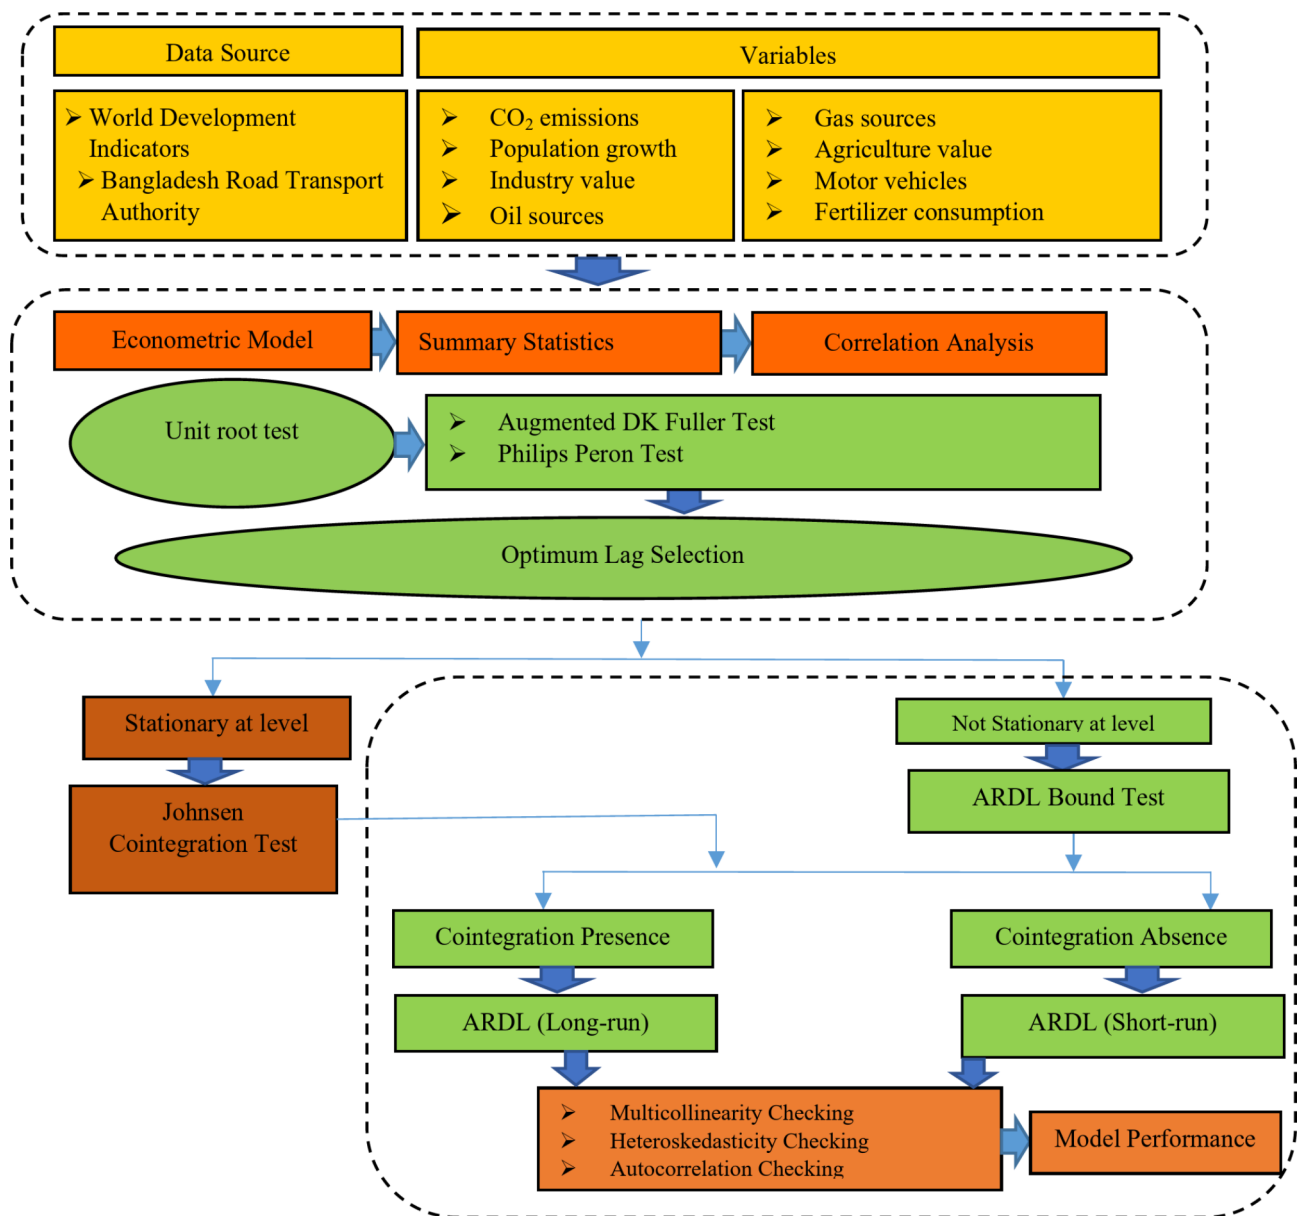 Data Source
Variables
➢ World Development
Indicators
➢ Bangladesh Road Transport
Authority
➢ CO₂ emissions
➢ Population growth
➢ Industry value
➢ Oil sources
➢ Gas sources
➢ Agriculture value
➢ Motor vehicles
➢ Fertilizer consumption
Econometric Model
Summary Statistics
Correlation Analysis
Unit root test
➢ Augmented DK Fuller Test
➢ Philips Peron Test
Optimum Lag Selection
Stationary at level
Not Stationary at level
Johnsen
Cointegration Test
ARDL Bound Test
Cointegration Presence
Cointegration Absence
ARDL (Long-run)
ARDL (Short-run)
➢ Multicollinearity Checking
➢ Heteroskedasticity Checking
➢ Autocorrelation Checking
Model Performance